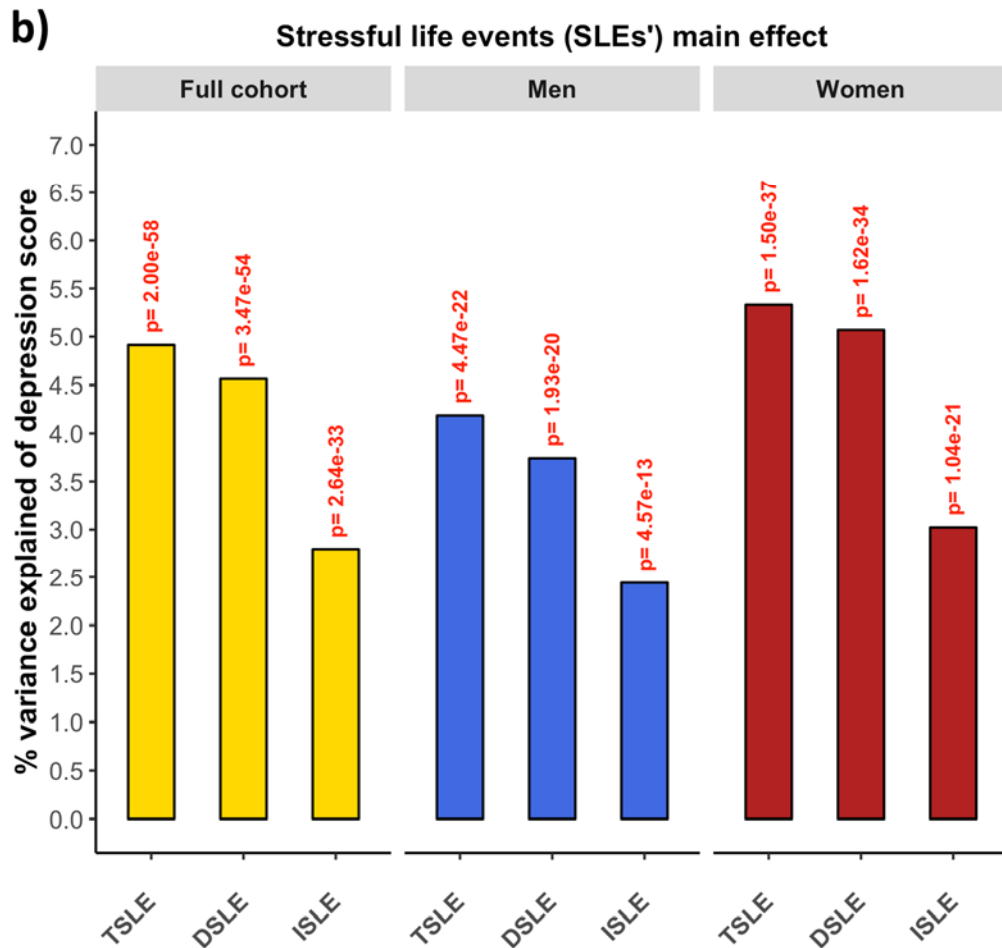 b)
Stressful life events (SLEs') main effect
Full cohort
Men
Women
% variance explained of depression score
7.0
6.5
6.0
5.5
5.0
4.5
4.0
3.5
3.0
2.5
2.0
1.5
1.0
0.5
0.0
p= 2.00e-58
p= 3.47e-54
p= 2.64e-33
p= 4.47e-22
p= 1.93e-20
p= 4.57e-13
p= 1.50e-37
p= 1.62e-34
p= 1.04e-21
TSLE
DSLE
ISLE
TSLE
DSLE
ISLE
TSLE
DSLE
ISLE